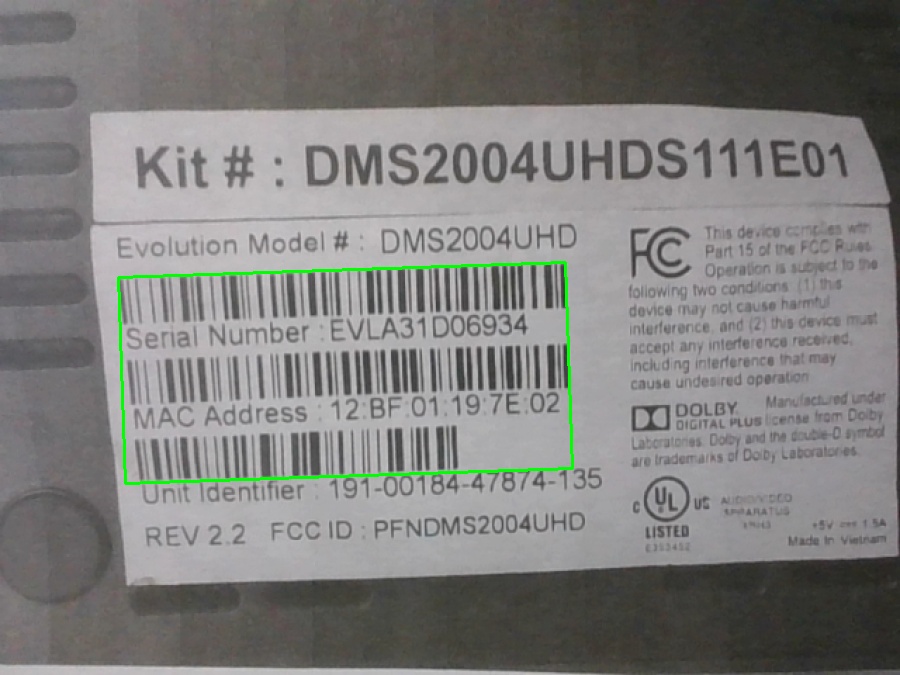 Kit # : DMS2004UHDS111E01
Evolution Model # : DMS2004UHD
Serial Number : EVLA31D06934
MAC Address : 12:BF:01:19:7E:02
Unit Identifier : 191-00184-47874-135
REV 2.2 FCC ID : PFNDMS2004UHD
FC
This device complies with
Part 15 of the FCC Rules.
Operation is subject to the
following two conditions: (1) this
device may not cause harmful
interference, and (2) this device must
accept any interference received,
including interference that may
cause undesired operation
DOLBY
DIGITAL PLUS
Manufactured under
license from Dolby
Laboratories. Dolby and the double-D symbol
are trademarks of Dolby Laboratories.
C UL US
LISTED
E352452
AUDIO/VIDEO
APPARATUS
+5V 1.5A
Made In Vietnam